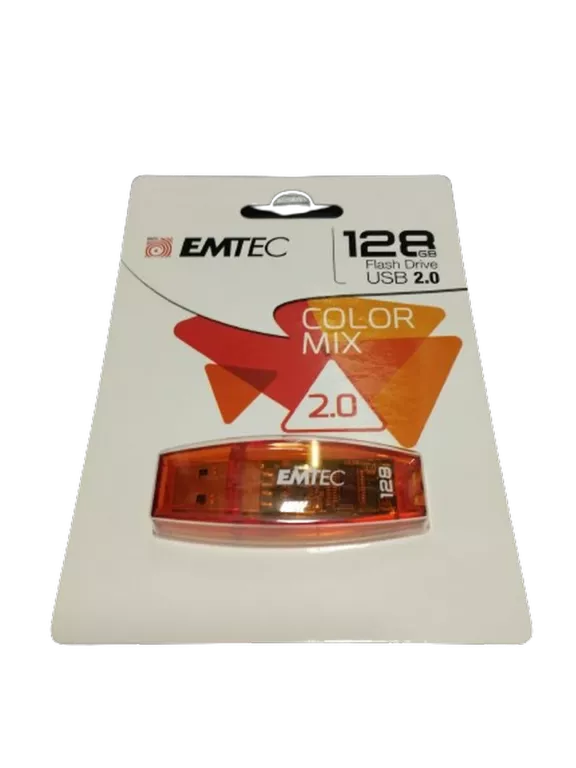 EMTEC
128
GB
Flash Drive
USB 2.0
COLOR
MIX
2.0
EMTEC
128